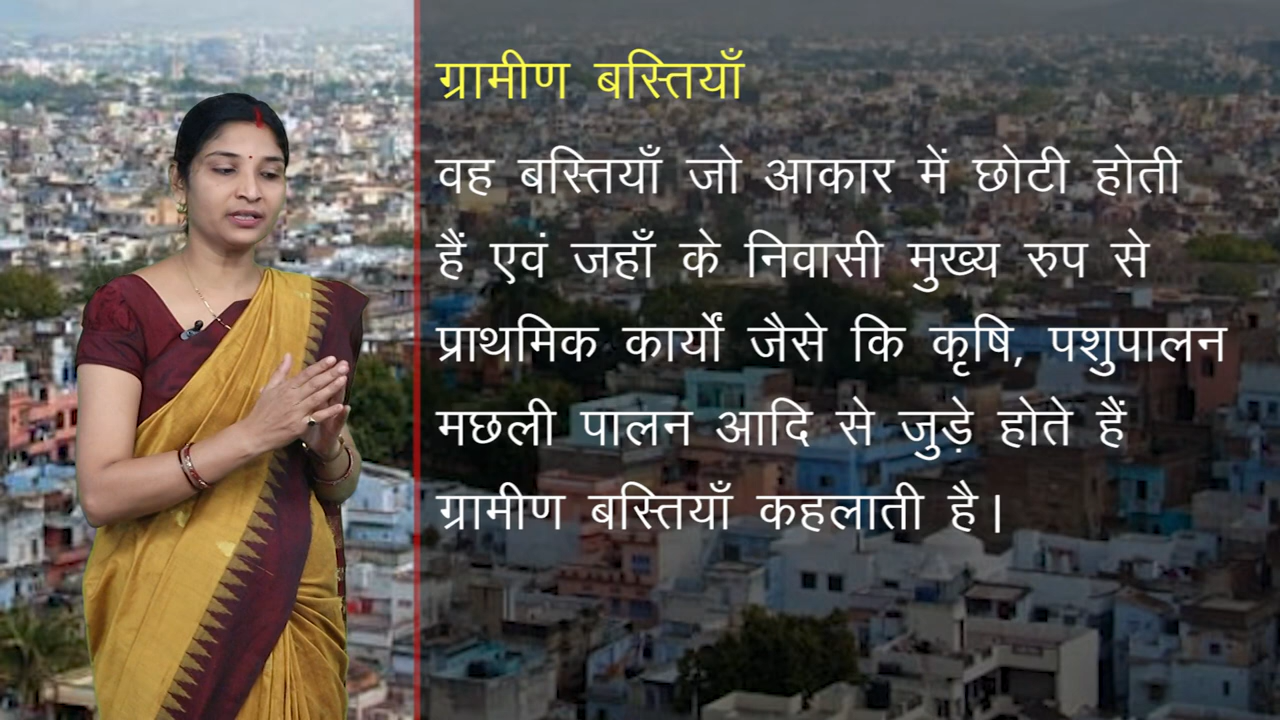 ग्रामीण बस्तियाँ
वह बस्तियाँ जो आकार में छोटी होती
हैं एवं जहाँ के निवासी मुख्य रुप से
प्राथमिक कार्यों जैसे कि कृषि, पशुपालन
मछली पालन आदि से जुड़े होते हैं
ग्रामीण बस्तियाँ कहलाती है।